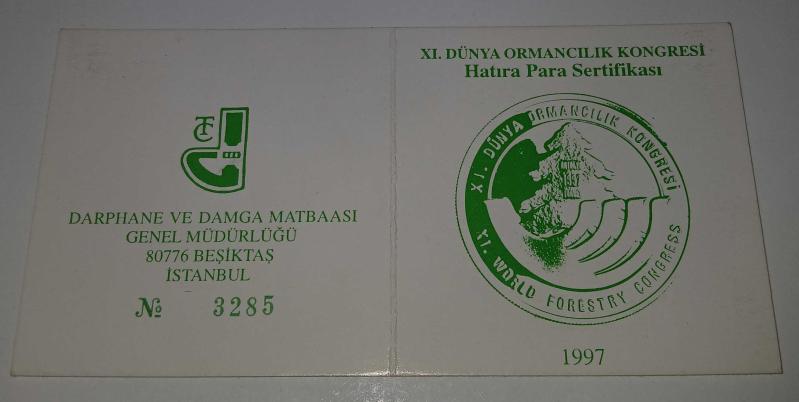 TC
DARPHANE VE DAMGA MATBAASI
GENEL MÜDÜRLÜĞÜ
80776 BEŞİKTAŞ
İSTANBUL
№ 3285
XI. DÜNYA ORMANCILIK KONGRESİ
Hatıra Para Sertifikası
XI. DÜNYA ORMANCILIK KONGRESİ
XI. WORLD FORESTRY CONGRESS
1997